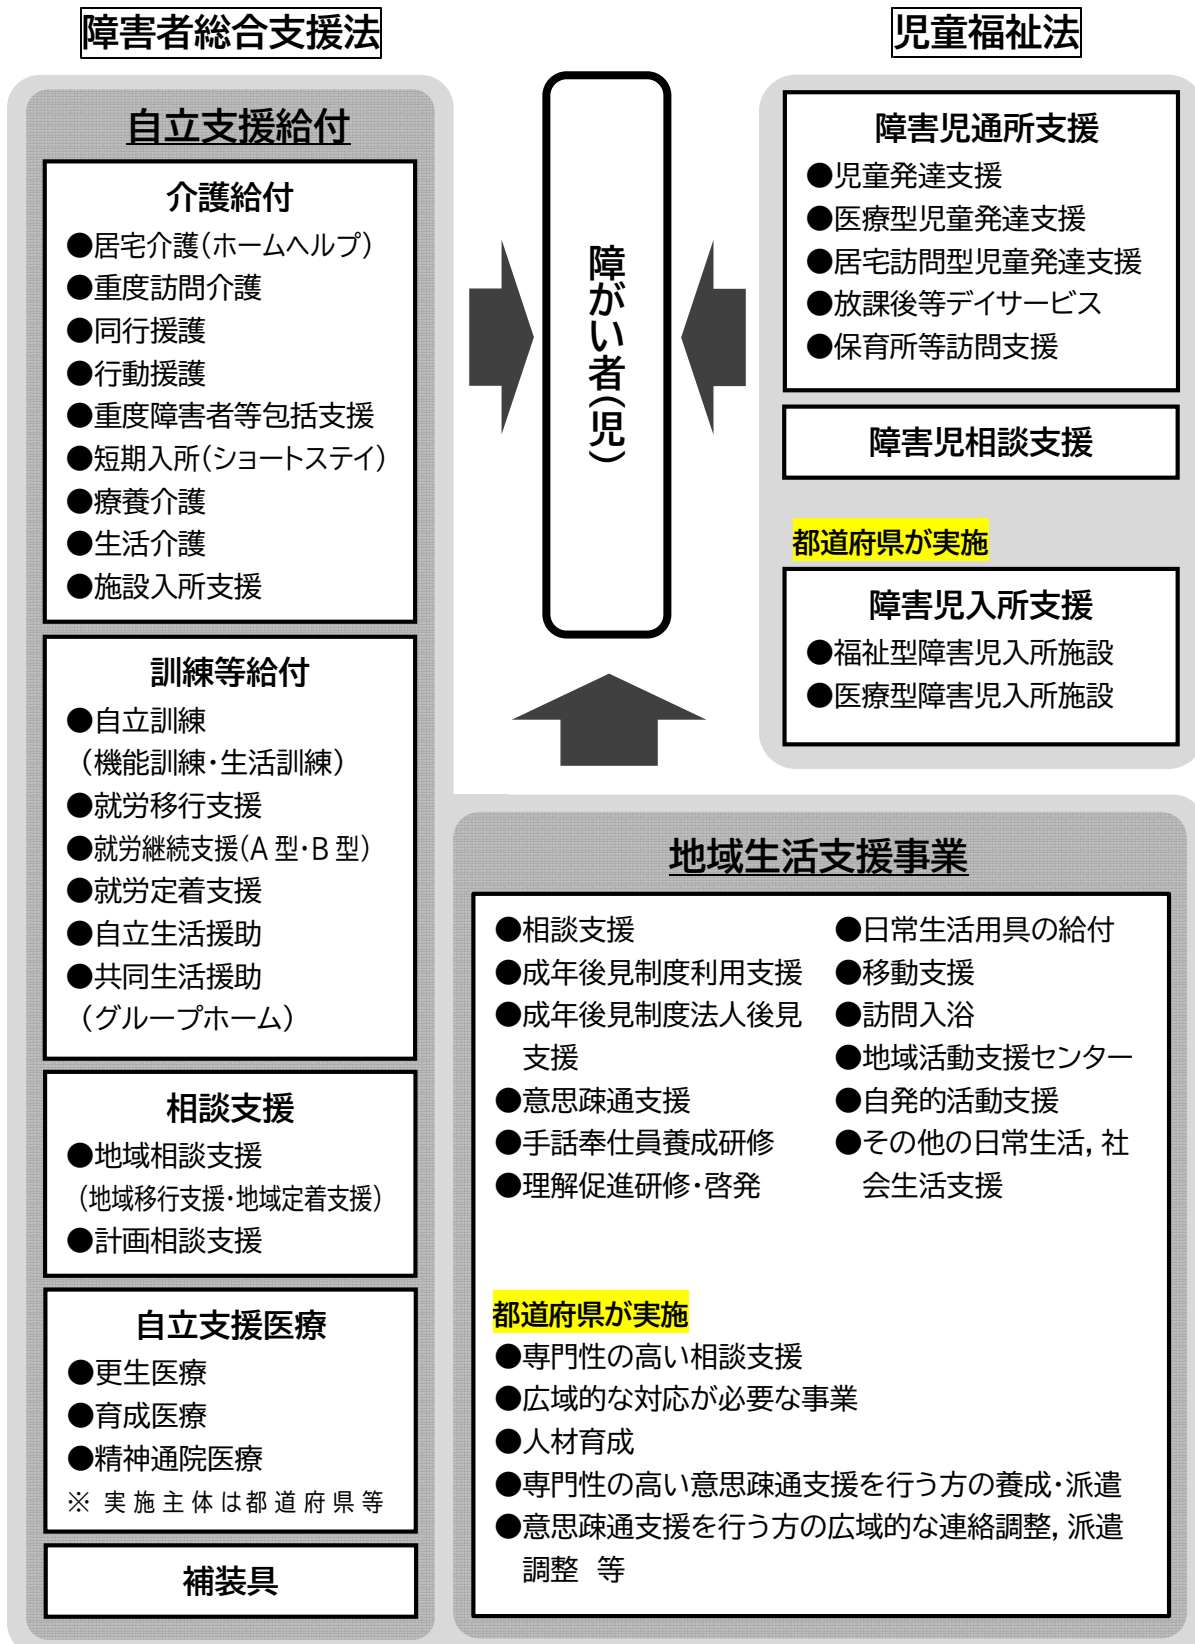 障害者総合支援法
自立支援給付
介護給付
●居宅介護(ホームヘルプ)
●重度訪問介護
●同行援護
●行動援護
●重度障害者等包括支援
●短期入所(ショートステイ)
●療養介護
●生活介護
●施設入所支援
訓練等給付
●自立訓練
(機能訓練・生活訓練)
●就労移行支援
●就労継続支援(A型・B型)
●就労定着支援
●自立生活援助
●共同生活援助
(グループホーム)
相談支援
●地域相談支援
(地域移行支援・地域定着支援)
●計画相談支援
自立支援医療
●更生医療
●育成医療
●精神通院医療
※ 実施主体は都道府県等
補装具
障がい者(児)
児童福祉法
障害児通所支援
●児童発達支援
●医療型児童発達支援
●居宅訪問型児童発達支援
●放課後等デイサービス
●保育所等訪問支援
障害児相談支援
都道府県が実施
障害児入所支援
●福祉型障害児入所施設
●医療型障害児入所施設
地域生活支援事業
●相談支援
●成年後見制度利用支援
●成年後見制度法人後見
支援
●意思疎通支援
●手話奉仕員養成研修
●理解促進研修・啓発
●日常生活用具の給付
●移動支援
●訪問入浴
●地域活動支援センター
●自発的活動支援
●その他の日常生活,社
会生活支援
都道府県が実施
●専門性の高い相談支援
●広域的な対応が必要な事業
●人材育成
●専門性の高い意思疎通支援を行う方の養成・派遣
●意思疎通支援を行う方の広域的な連絡調整,派遣
調整 等